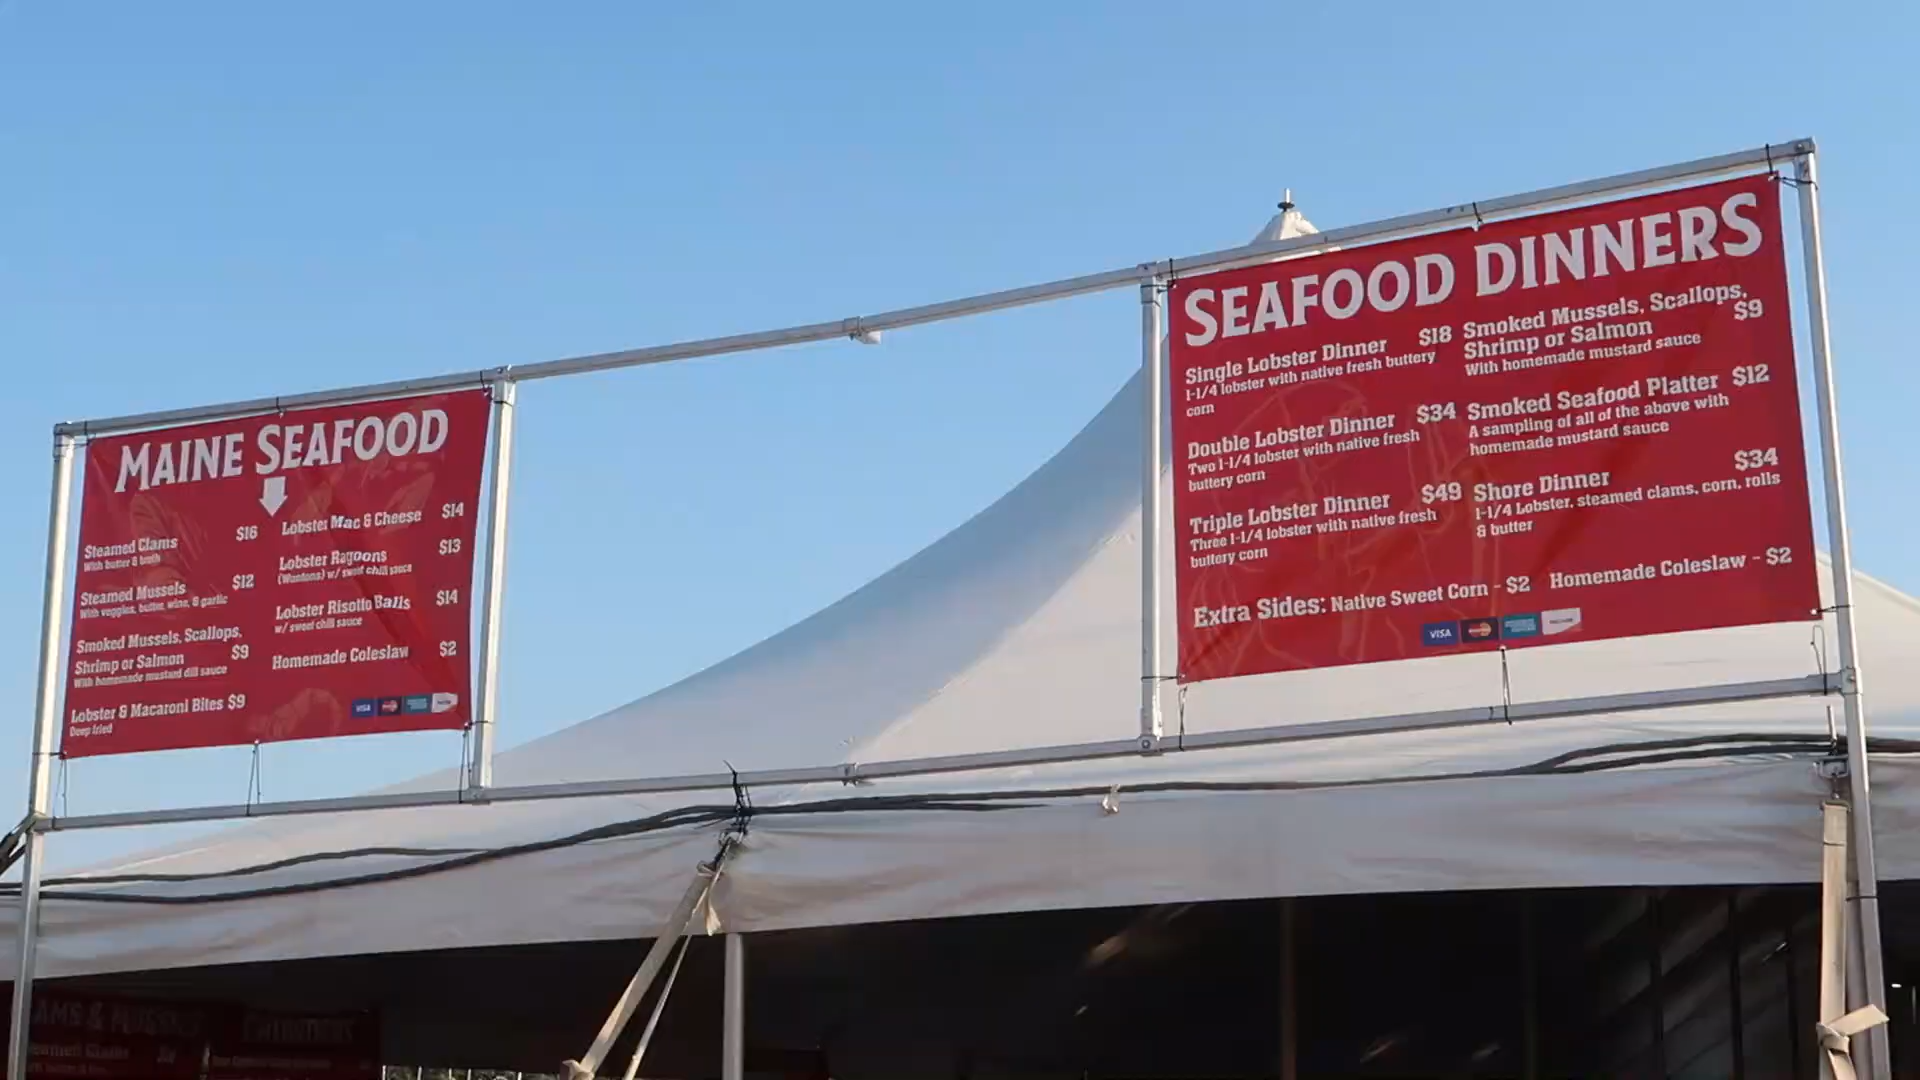 MAINE SEAFOOD
Steamed Clams $16
With butter & broth
Steamed Mussels $12
With veggies, butter, wine, & garlic
Smoked Mussels, Scallops,
Shrimp or Salmon $9
With homemade mustard dill sauce
Lobster & Macaroni Bites $9
Deep fried
Lobster Mac & Cheese $14
Lobster Ragoons $13
(Wontons) w/ sweet chili sauce
Lobster Risotto Balls $14
w/ sweet chili sauce
Homemade Coleslaw $2
VISA
SEAFOOD DINNERS
Single Lobster Dinner $18
1-1/4 lobster with native fresh buttery
corn
Double Lobster Dinner $34
Two 1-1/4 lobster with native fresh
buttery corn
Triple Lobster Dinner $49
Three 1-1/4 lobster with native fresh
buttery corn
Smoked Mussels, Scallops,
Shrimp or Salmon $9
With homemade mustard sauce
Smoked Seafood Platter $12
A sampling of all of the above with
homemade mustard sauce
Shore Dinner $34
1-1/4 Lobster, steamed clams, corn, rolls
& butter
Extra Sides: Native Sweet Corn - $2 Homemade Coleslaw - $2
VISA